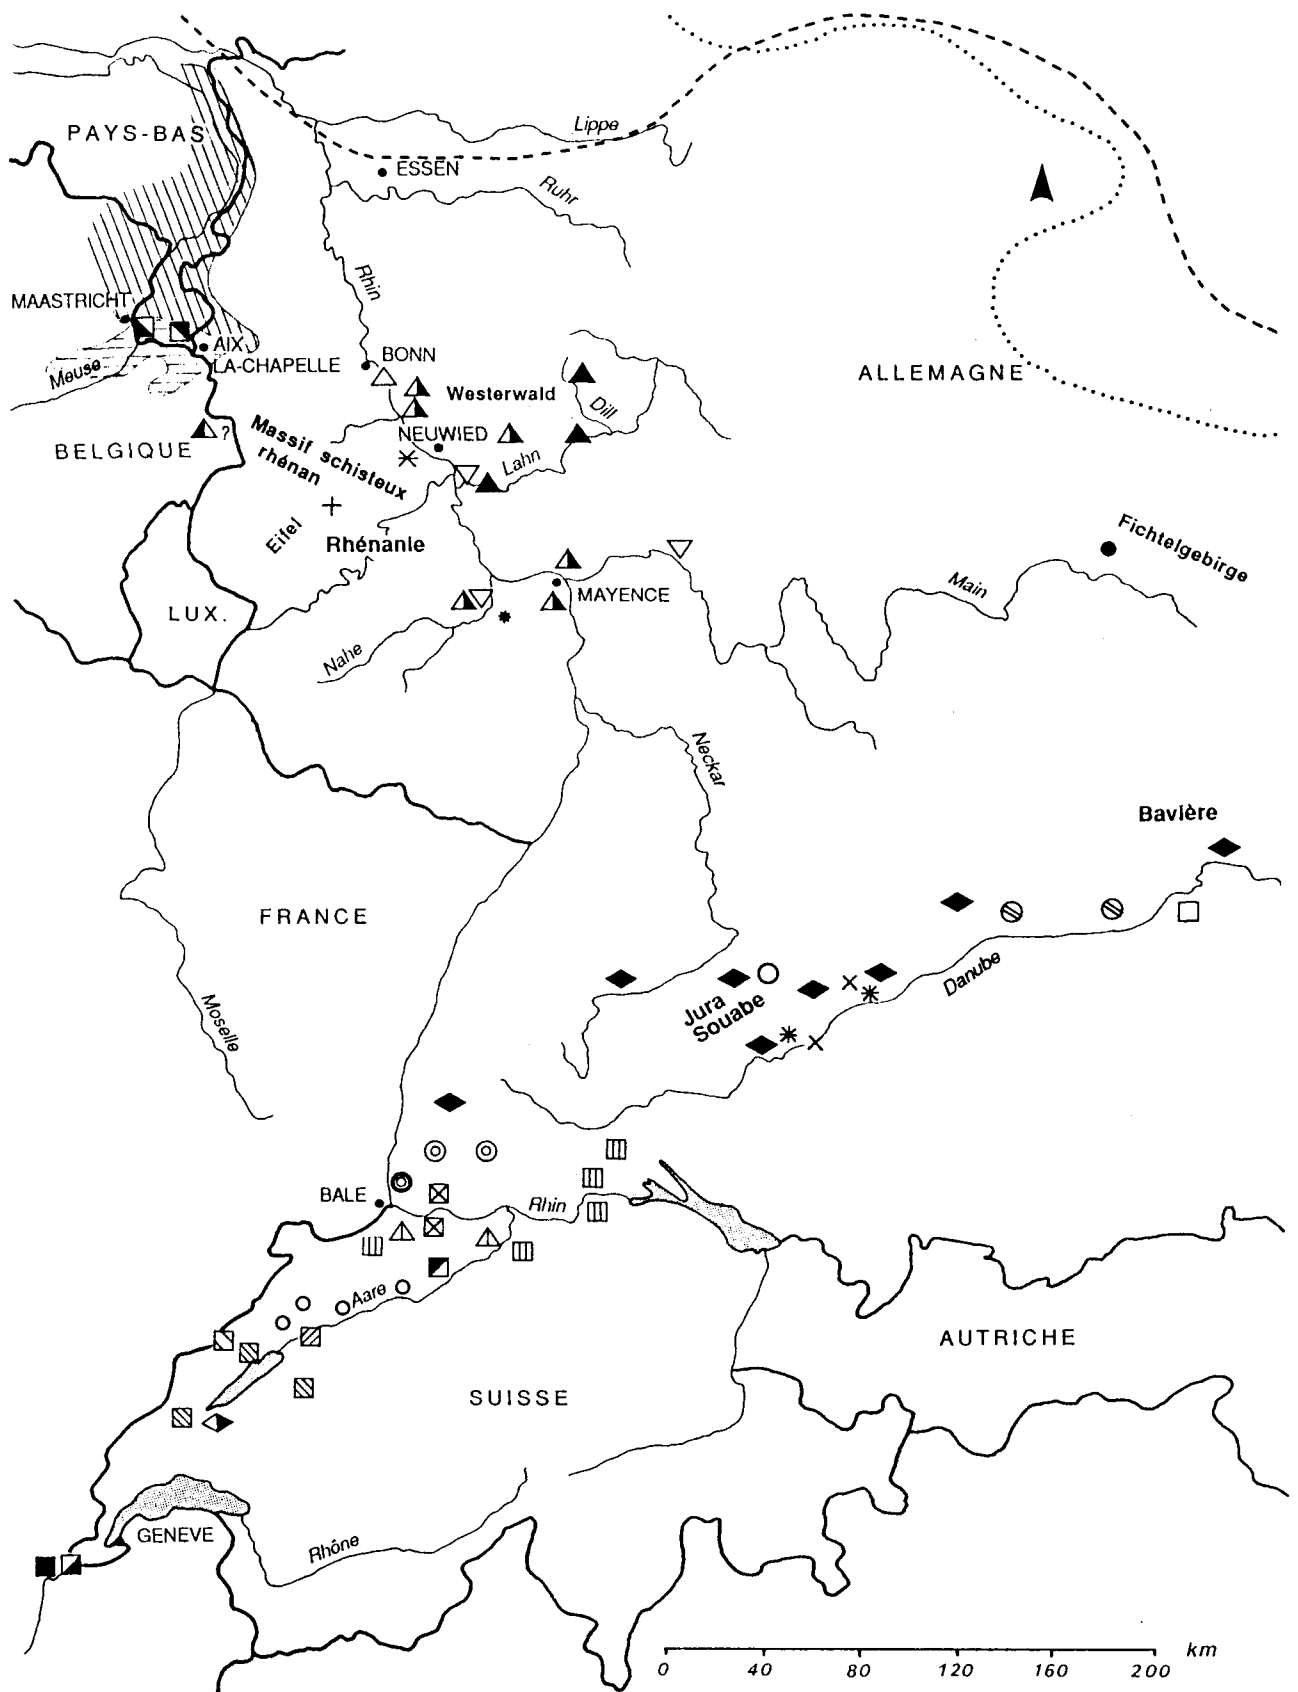 Lippe
PAYS-BAS
ESSEN
Ruhr
Rhin
MAASTRICHT
AIX
LA-CHAPELLE
BONN
Meuse
ALLEMAGNE
Westerwald
Dill
Massif schisteux
rhénan
NEUWIED
?
BELGIQUE
Lahn
Eifel
Rhénanie
Fichtelgebirge
Main
MAYENCE
LUX.
Nahe
Neckar
Bavière
FRANCE
Danube
Jura
Souabe
Moselle
BALE
Rhin
Aare
AUTRICHE
SUISSE
GENEVE
Rhône
km
0 40 80 120 160 200